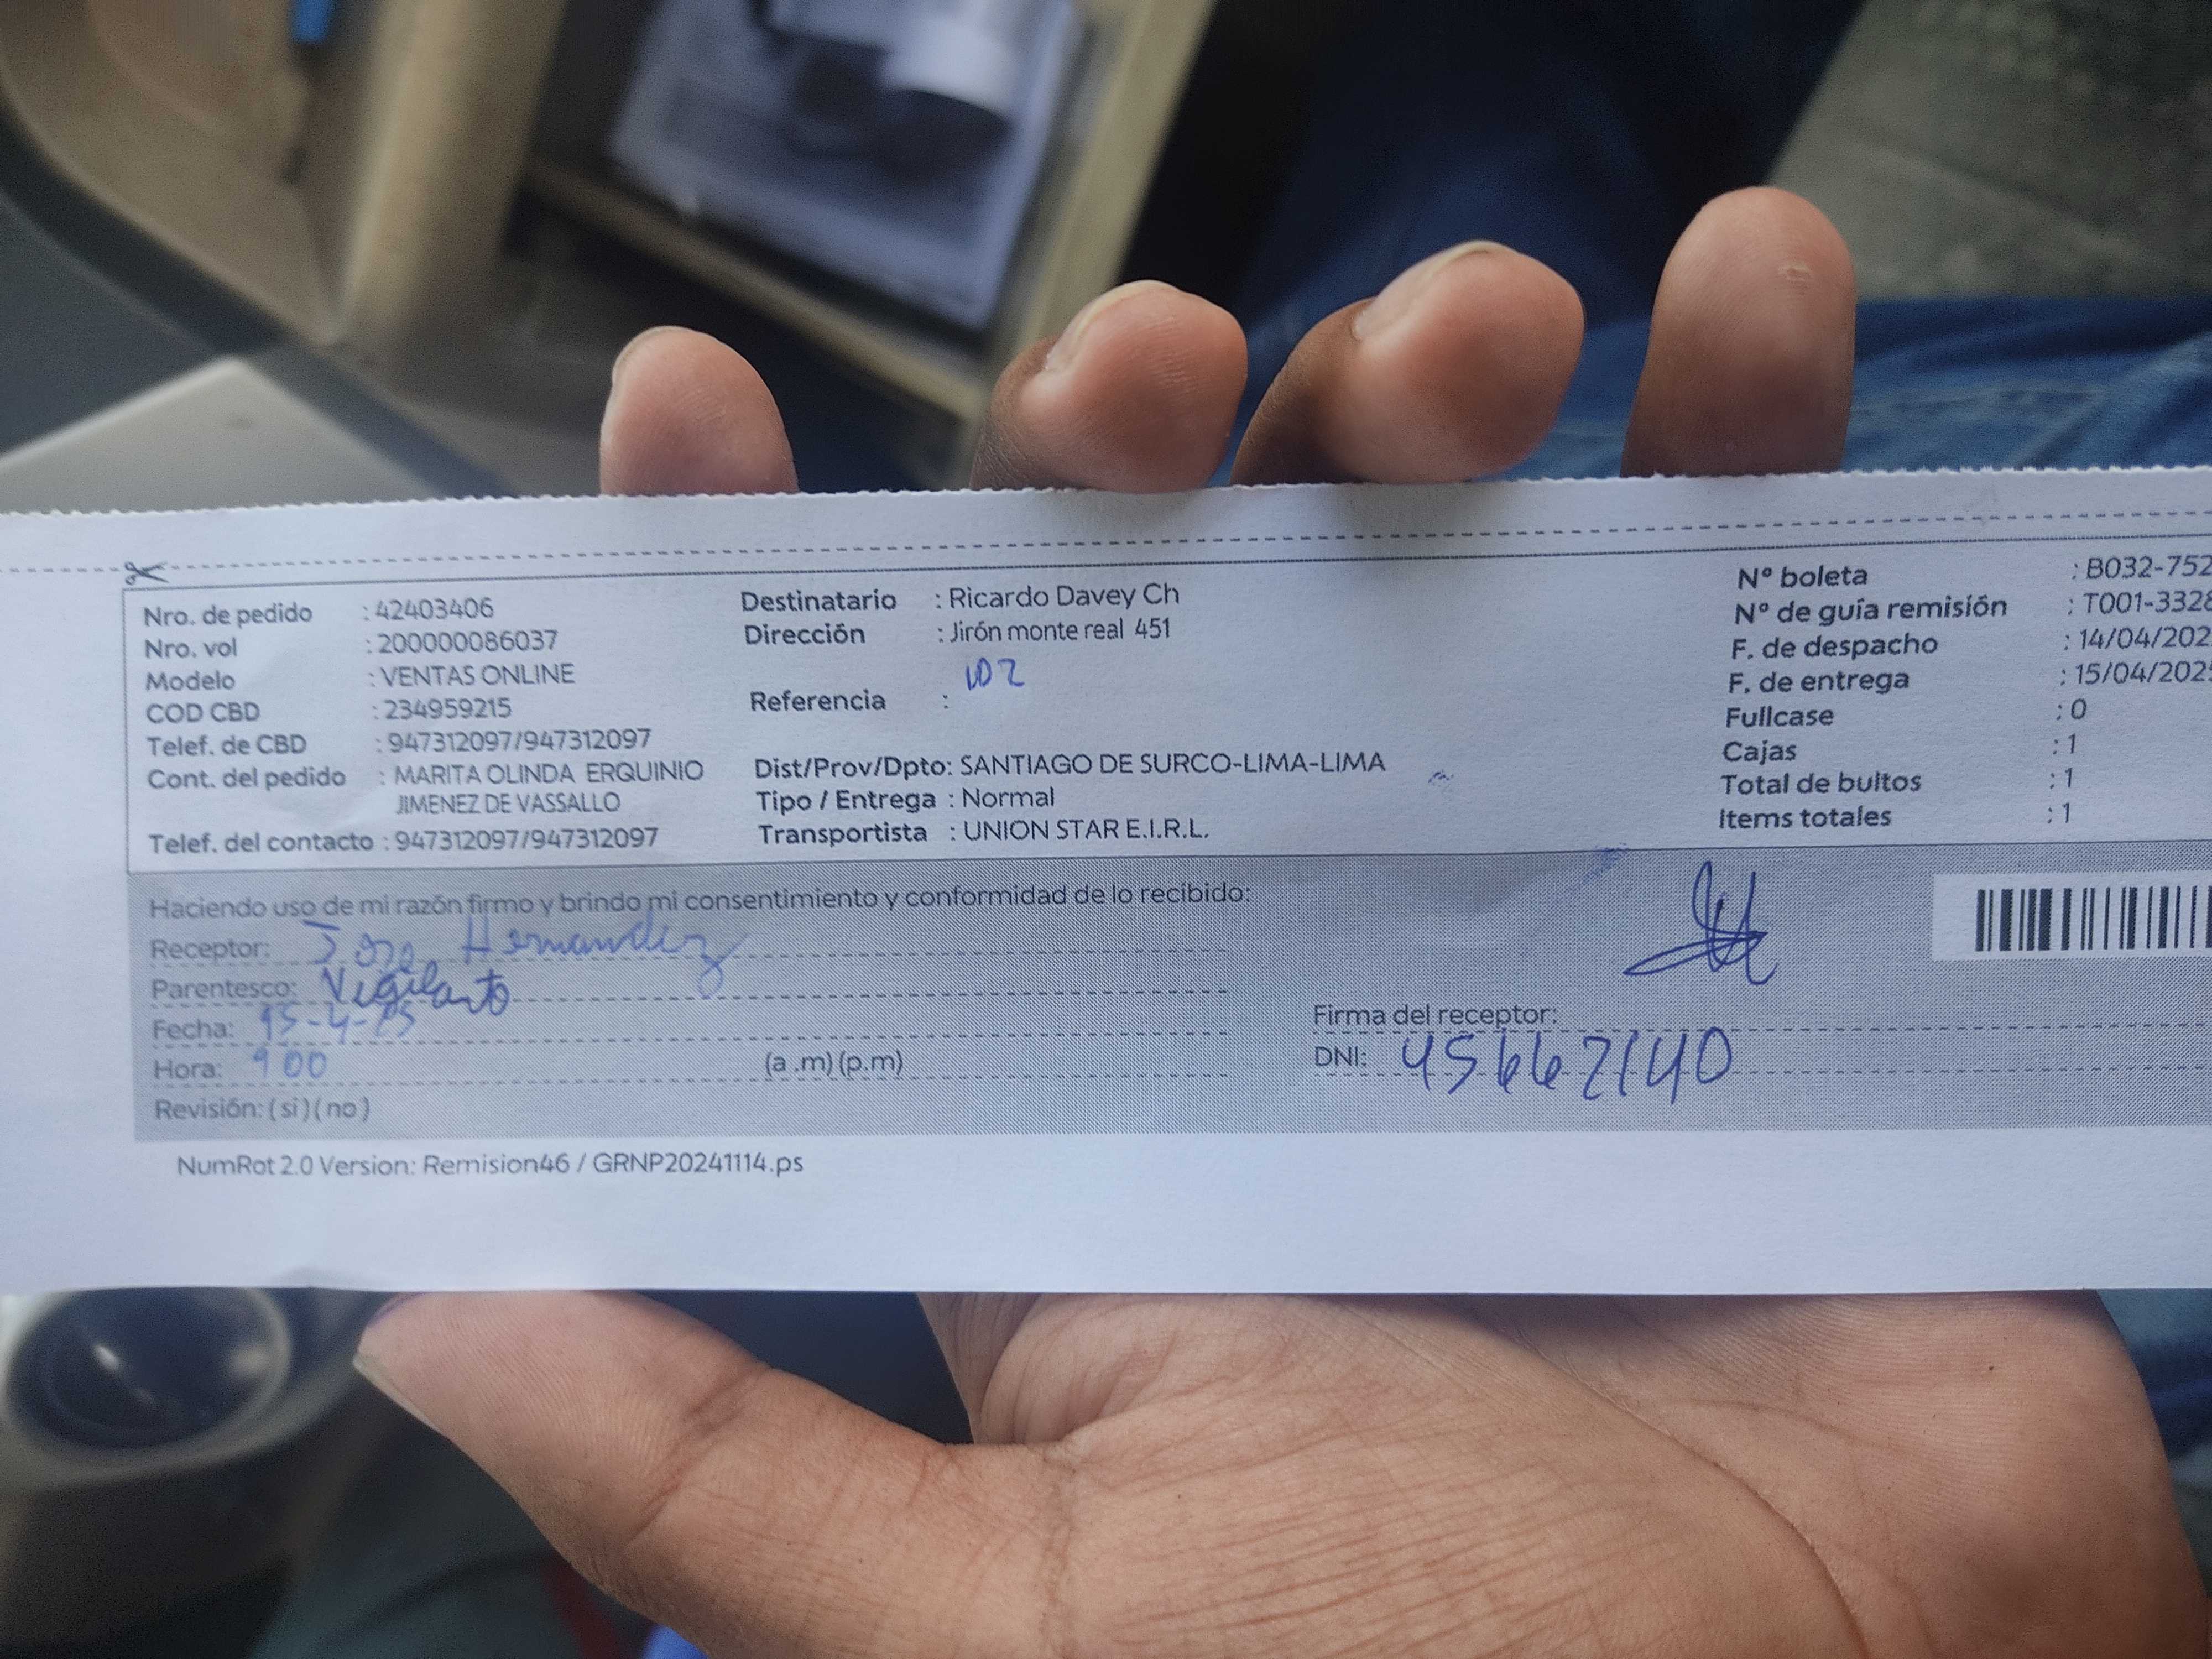 Nro. de pedido : 42403406
Nro. vol : 200000086037
Modelo : VENTAS ONLINE
COD CBD : 234959215
Telef. de CBD : 947312097/947312097
Cont. del pedido : MARITA OLINDA ERQUINIO
JIMENEZ DE VASSALLO
Telef. del contacto : 947312097/947312097
Destinatario : Ricardo Davey Ch
Dirección : Jirón monte real 451
102
Referencia :
Dist/Prov/Dpto: SANTIAGO DE SURCO-LIMA-LIMA
Tipo / Entrega : Normal
Transportista : UNION STAR E.I.R.L.
N° boleta : B032-752
N° de guía remisión : T001-3328
F. de despacho : 14/04/202
F. de entrega : 15/04/202
Fullcase : 0
Cajas : 1
Total de bultos : 1
Items totales : 1
Haciendo uso de mi razón firmo y brindo mi consentimiento y conformidad de lo recibido:
Receptor: Hernandez
Parentesco: Vigilante
Fecha: 15-4-25
Hora: 9 00 (a .m) (p.m)
Revisión: (si) (no)
Firma del receptor:
DNI: 45662140
NumRot 2.0 Version: Remision46 / GRNP20241114.ps